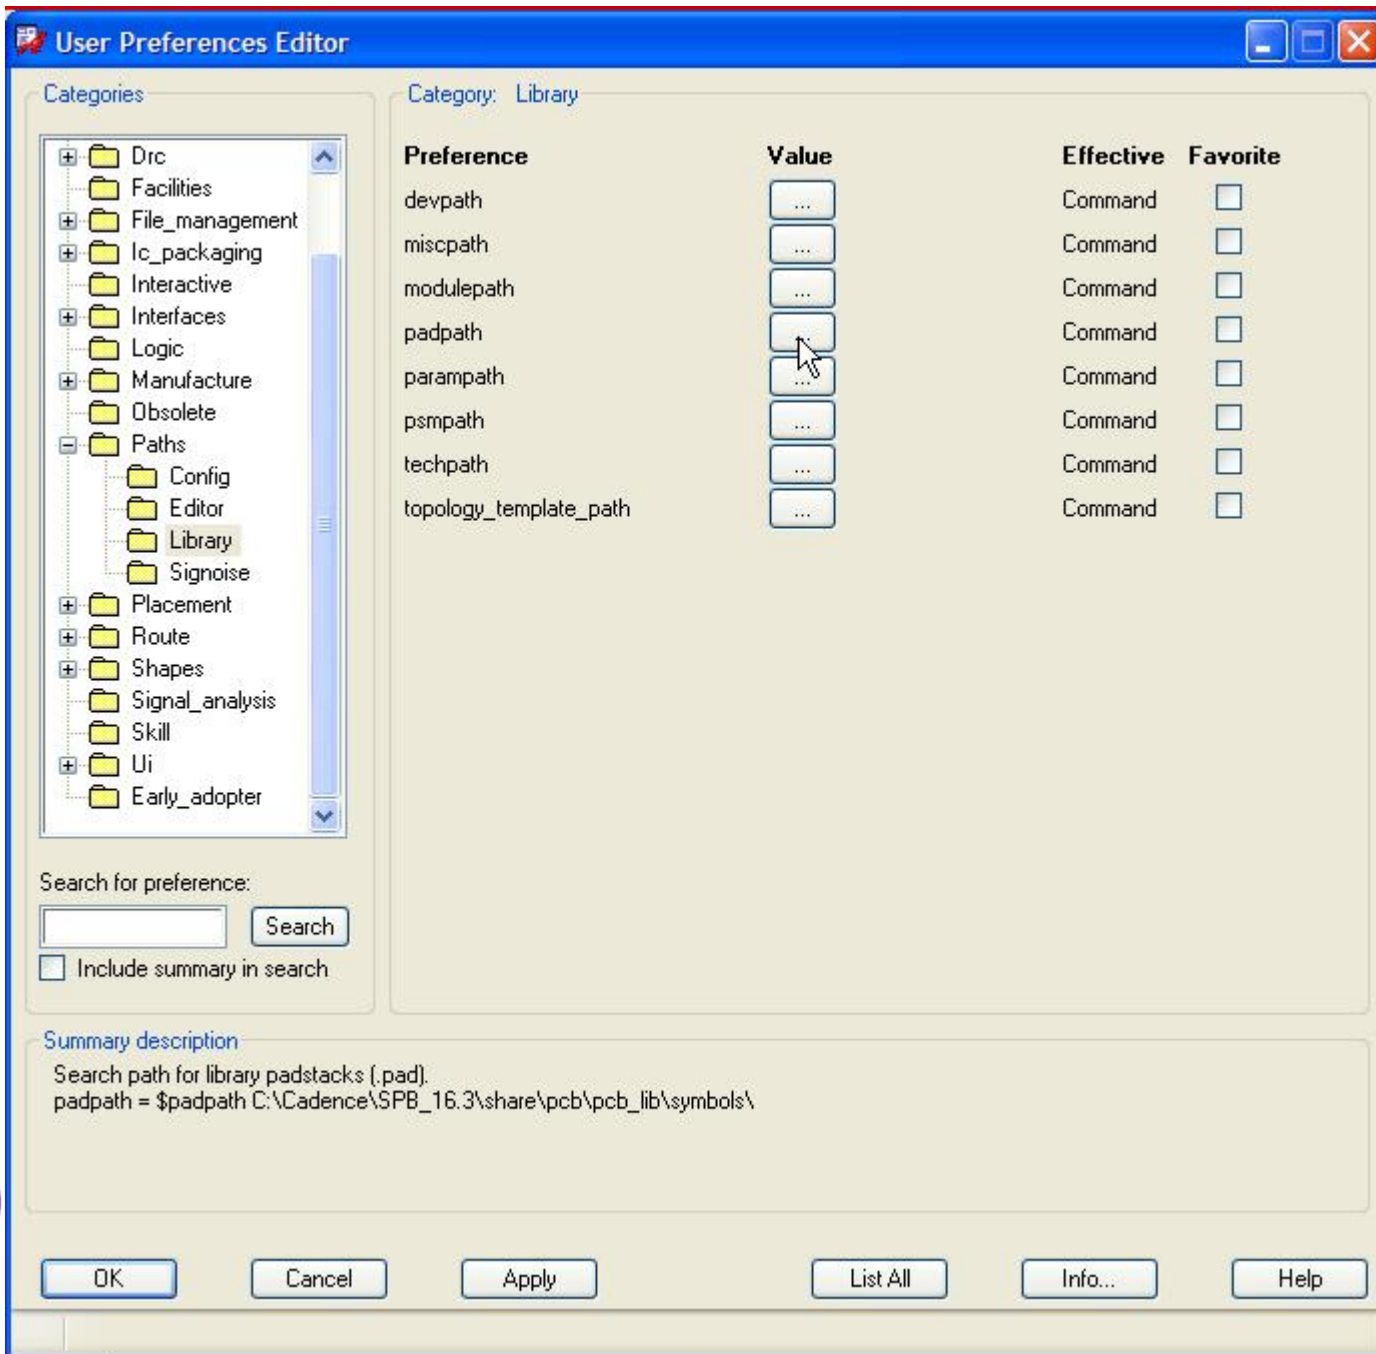 User Preferences Editor
Categories
Drc
Facilities
File_management
Ic_packaging
Interactive
Interfaces
Logic
Manufacture
Obsolete
Paths
Config
Editor
Library
Signoise
Placement
Route
Shapes
Signal_analysis
Skill
Ui
Early_adopter
Search for preference:
Search
Include summary in search
Category: Library
Preference Value Effective Favorite
devpath ... Command
miscpath ... Command
modulepath ... Command
padpath ... Command
parampath ... Command
psmpath ... Command
techpath ... Command
topology_template_path ... Command
Summary description
Search path for library padstacks (.pad).
padpath = $padpath C:\Cadence\SPB_16.3\share\pcb\pcb_lib\symbols\
OK Cancel Apply List All Info... Help